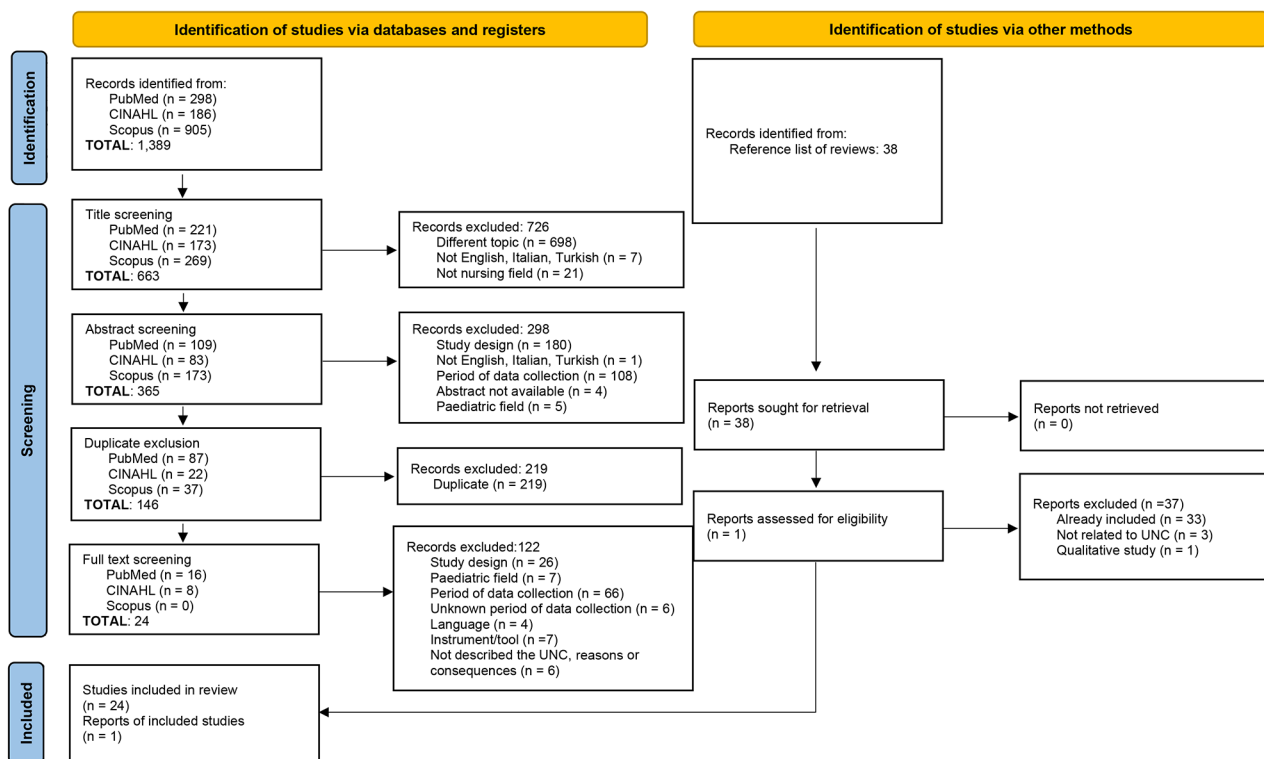 Identification of studies via databases and registers
Identification of studies via other methods
Identification
Records identified from:
PubMed (n = 298)
CINAHL (n = 186)
Scopus (n = 905)
TOTAL: 1,389
Records identified from:
Reference list of reviews: 38
Screening
Title screening
PubMed (n = 221)
CINAHL (n = 173)
Scopus (n = 269)
TOTAL: 663
Records excluded: 726
Different topic (n = 698)
Not English, Italian, Turkish (n = 7)
Not nursing field (n = 21)
Abstract screening
PubMed (n = 109)
CINAHL (n = 83)
Scopus (n = 173)
TOTAL: 365
Records excluded: 298
Study design (n = 180)
Not English, Italian, Turkish (n = 1)
Period of data collection (n = 108)
Abstract not available (n = 4)
Paediatric field (n = 5)
Reports sought for retrieval
(n = 38)
Reports not retrieved
(n = 0)
Duplicate exclusion
PubMed (n = 87)
CINAHL (n = 22)
Scopus (n = 37)
TOTAL: 146
Records excluded: 219
Duplicate (n = 219)
Reports assessed for eligibility
(n = 1)
Reports excluded (n =37)
Already included (n = 33)
Not related to UNC (n = 3)
Qualitative study (n = 1)
Full text screening
PubMed (n = 16)
CINAHL (n = 8)
Scopus (n = 0)
TOTAL: 24
Records excluded:122
Study design (n = 26)
Paediatric field (n = 7)
Period of data collection (n = 66)
Unknown period of data collection (n = 6)
Language (n = 4)
Instrument/tool (n =7)
Not described the UNC, reasons or
consequences (n = 6)
Included
Studies included in review
(n = 24)
Reports of included studies
(n = 1)